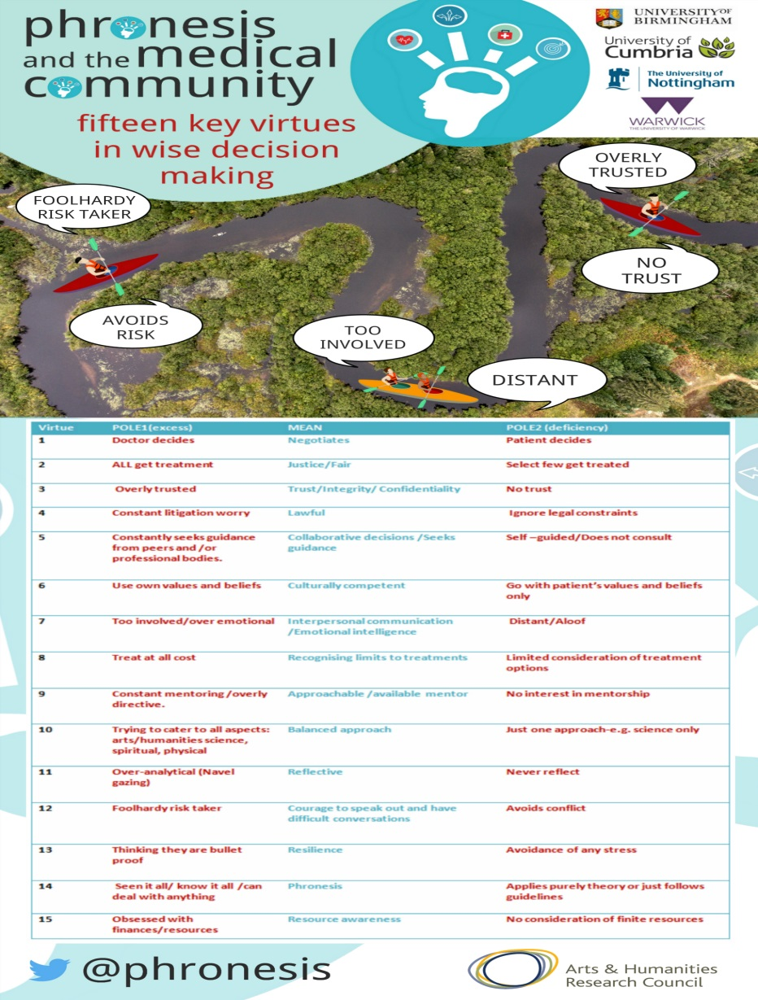 phronesis
and the medical
community
fifteen key virtues
in wise decision
making
UNIVERSITY OF
BIRMINGHAM
University of
Cumbria
The University of
Nottingham
WARWICK
THE UNIVERSITY OF WARWICK
OVERLY
TRUSTED
FOOLHARDY
RISK TAKER
NO
TRUST
AVOIDS
RISK
TOO
INVOLVED
DISTANT
Virtue POLE1(excess) MEAN POLE2 (deficiency)
1 Doctor decides Negotiates Patient decides
2 ALL get treatment Justice/Fair Select few get treated
3 Overly trusted Trust/Integrity/ Confidentiality No trust
4 Constant litigation worry Lawful Ignore legal constraints
5 Constantly seeks guidance Collaborative decisions /Seeks Self –guided/Does not consult
from peers and /or guidance
professional bodies.
6 Use own values and beliefs Culturally competent Go with patient's values and beliefs
only
7 Too involved/over emotional Interpersonal communication Distant/Aloof
/Emotional intelligence
8 Treat at all cost Recognising limits to treatments Limited consideration of treatment
options
9 Constant mentoring /overly Approachable /available mentor No interest in mentorship
directive.
10 Trying to cater to all aspects: Balanced approach Just one approach-e.g. science only
arts/humanities science,
spiritual, physical
11 Over-analytical (Navel Reflective Never reflect
gazing)
12 Foolhardy risk taker Courage to speak out and have Avoids conflict
difficult conversations
13 Thinking they are bullet Resilience Avoidance of any stress
proof
14 Seen it all/ know it all /can Phronesis Applies purely theory or just follows
deal with anything guidelines
15 Obsessed with Resource awareness No consideration of finite resources
finances/resources
@phronesis
Arts & Humanities
Research Council